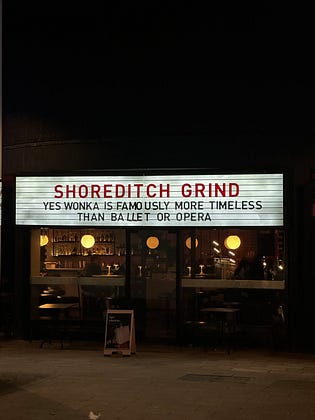 SHOREDITCH GRIND
YES WONKA IS FAMOUSLY MORE TIMELESS
THAN BALLET OR OPERA